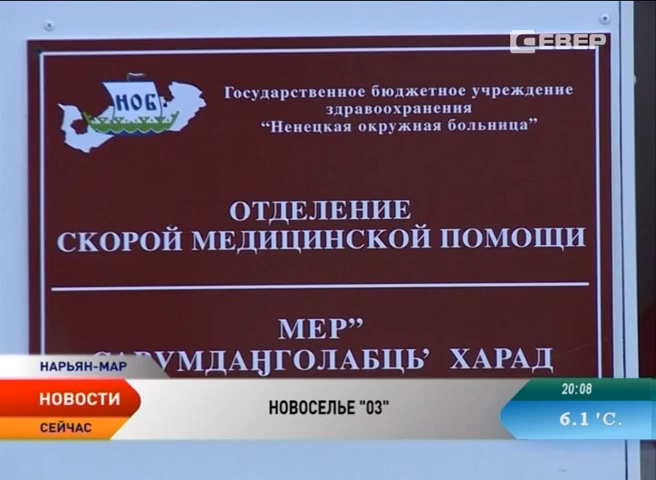 СЕВЕР
НОБ
Государственное бюджетное учреждение
здравоохранения
“Ненецкая окружная больница”
ОТДЕЛЕНИЕ
СКОРОЙ МЕДИЦИНСКОЙ ПОМОЩИ
МЕР”
ХАРАД
НАРЬЯН-МАР
НОВОСТИ
СЕЙЧАС
НОВОСЕЛЬЕ "03"
20:08
6.1 'С.